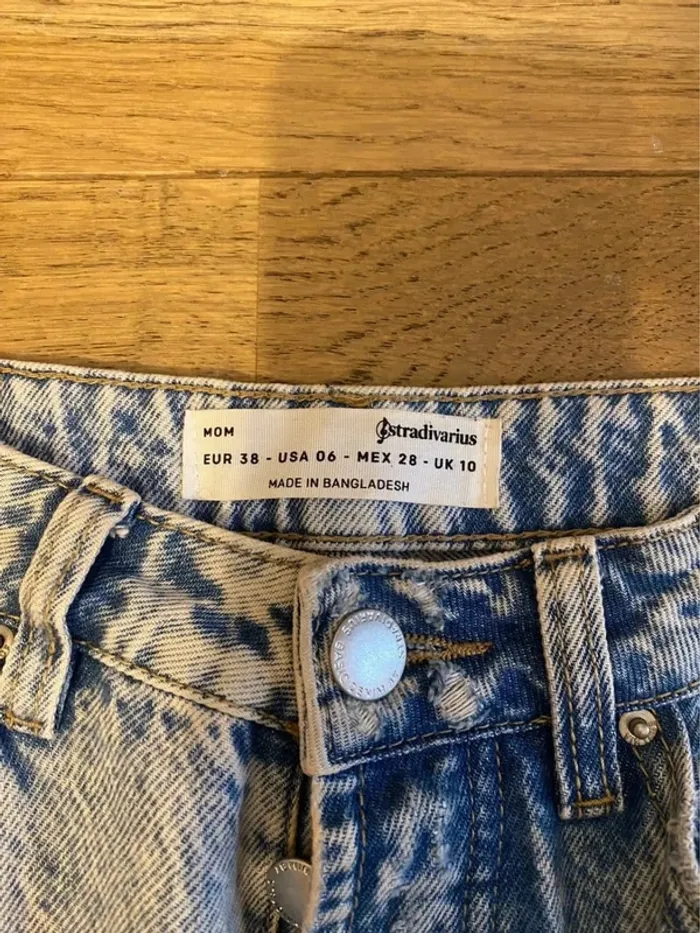 MOM
stradivarius
EUR 38 - USA 06 - MEX 28 - UK 10
MADE IN BANGLADESH